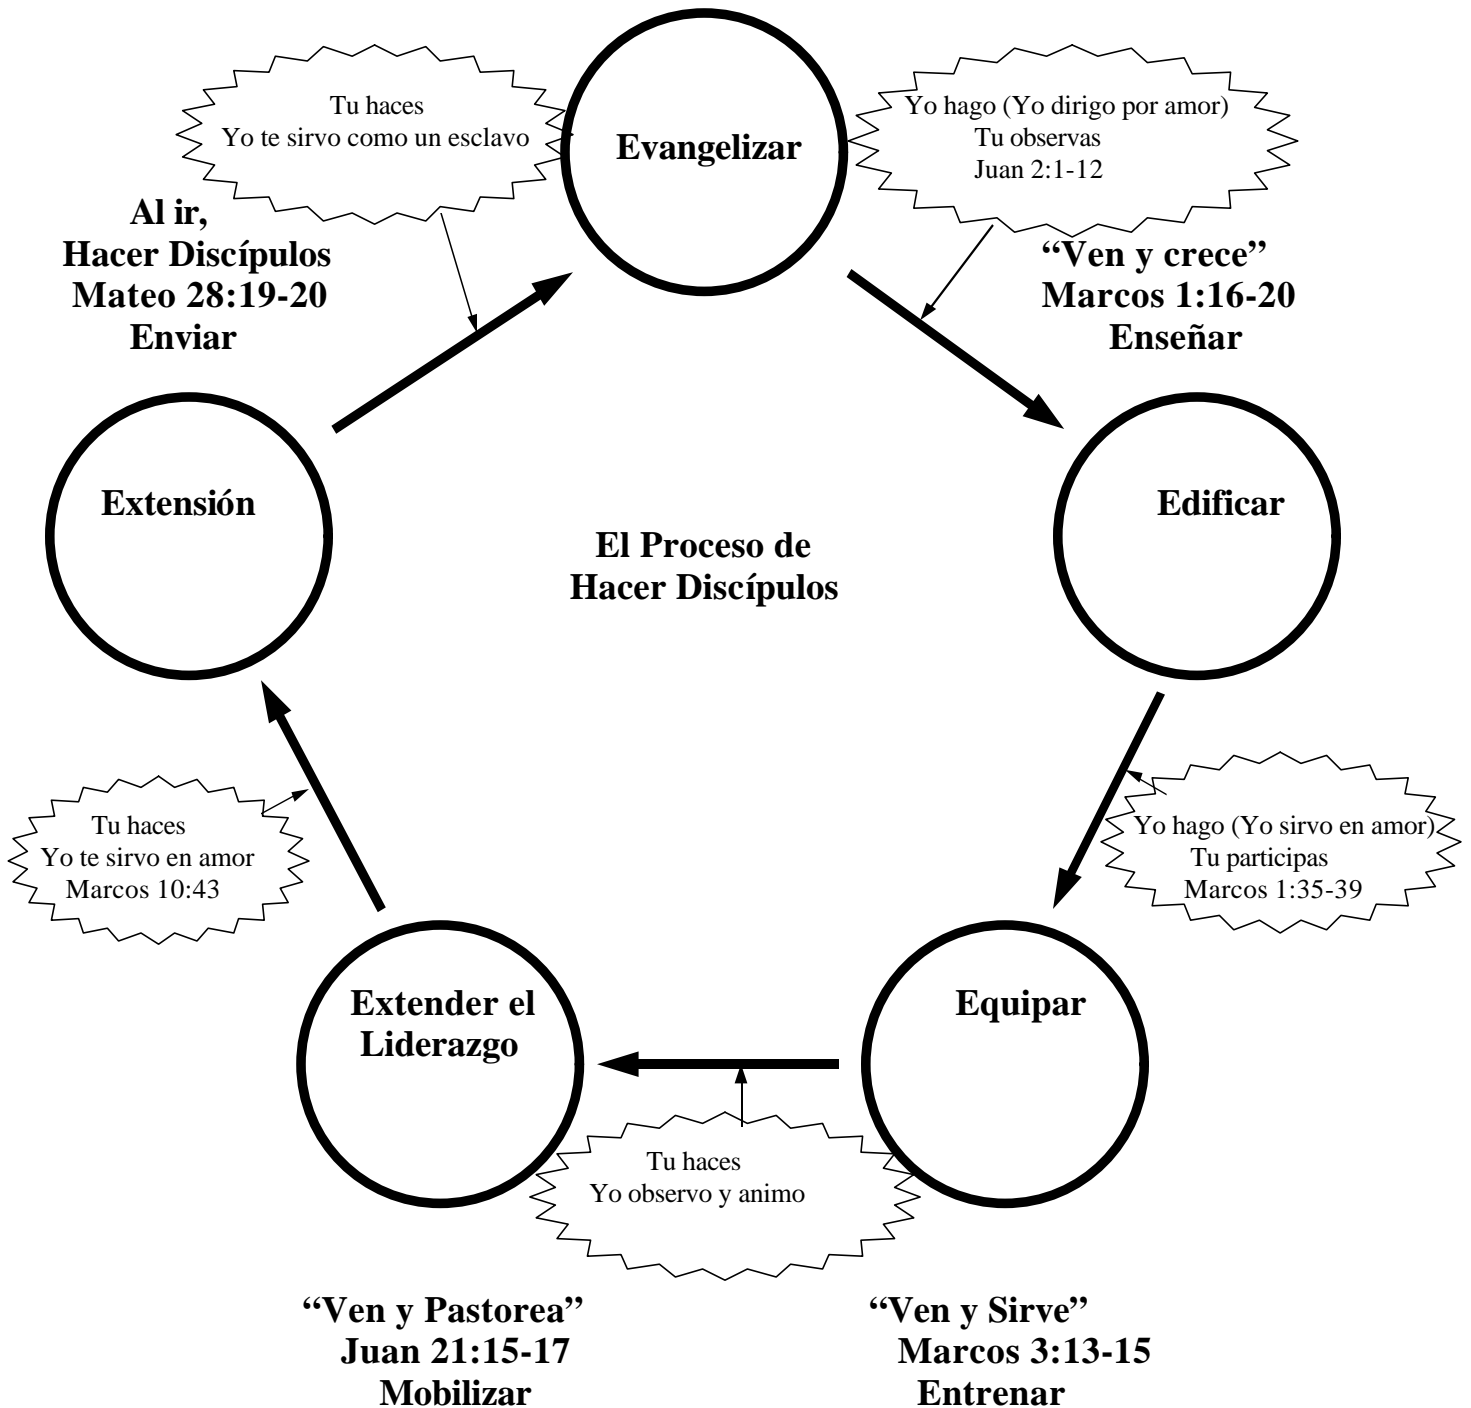 Tu haces
Yo te sirvo como un esclavo
Evangelizar
Yo hago (Yo dirigo por amor)
Tu observas
Juan 2:1-12
Al ir,
Hacer Discípulos
Mateo 28:19-20
Enviar
“Ven y crece”
Marcos 1:16-20
Enseñar
Extensión
Edificar
El Proceso de
Hacer Discípulos
Tu haces
Yo te sirvo en amor
Marcos 10:43
Yo hago (Yo sirvo en amor)
Tu participas
Marcos 1:35-39
Extender el
Liderazgo
Equipar
Tu haces
Yo observo y animo
“Ven y Pastorea”
Juan 21:15-17
Mobilizar
“Ven y Sirve”
Marcos 3:13-15
Entrenar